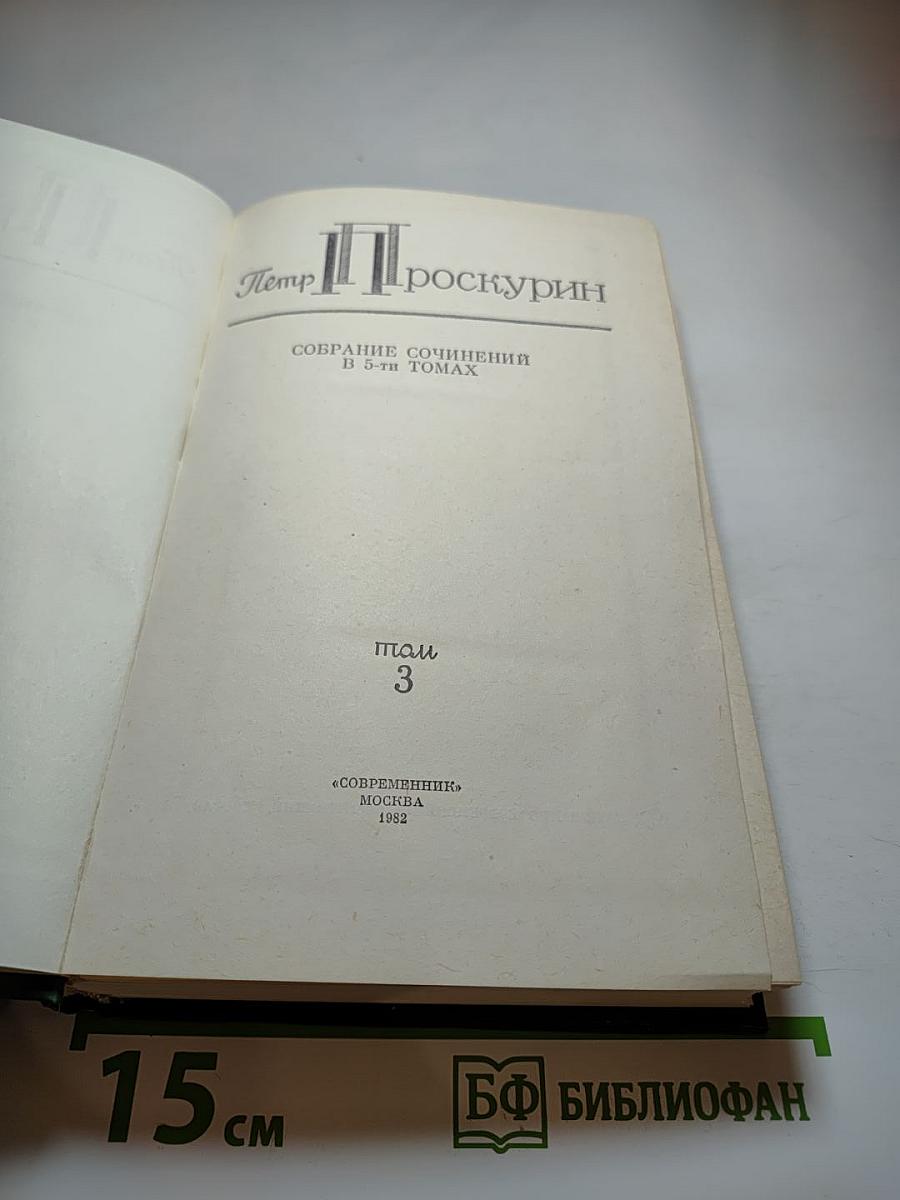 Петр Проскурин
СОБРАНИЕ СОЧИНЕНИЙ
В 5-ти ТОМАХ
том
3
«СОВРЕМЕННИК»
МОСКВА
1982
15 см
БФ БИБЛИОФАН